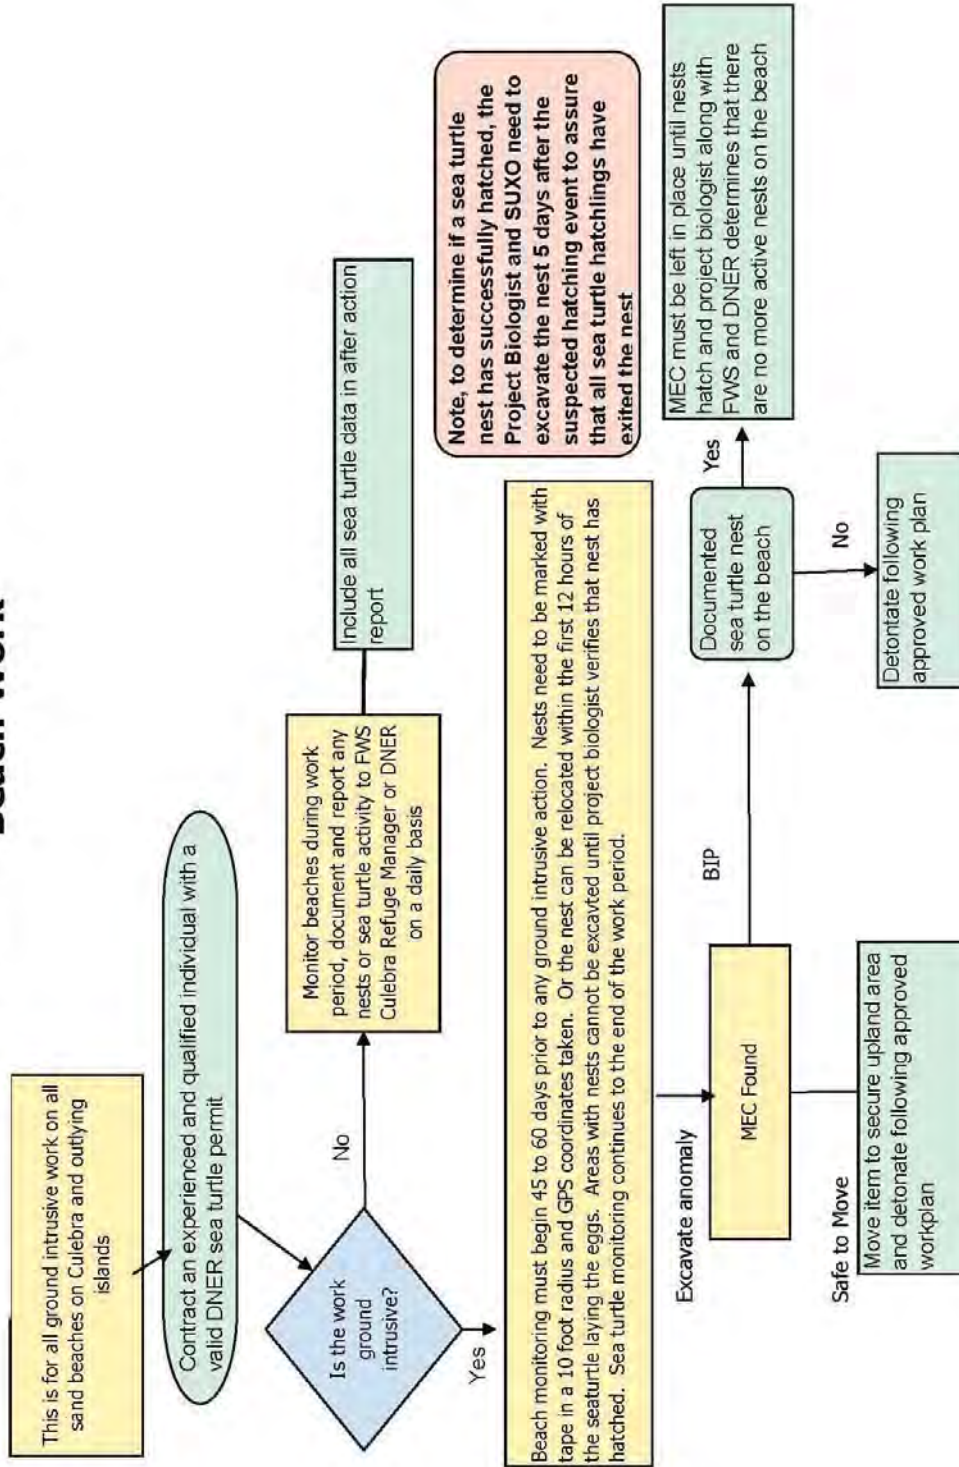 Beach Work
This is for all ground intrusive work on all
sand beaches on Culebra and outlying
islands
Contract an experienced and qualified individual with a
valid DNER sea turtle permit
Is the work
ground
intrusive?
No
Monitor beaches during work
period, document and report any
nests or sea turtle activity to FWS
Culebra Refuge Manager or DNER
on a daily basis
Include all sea turtle data in after action
report
Yes
Note, to determine if a sea turtle
nest has successfully hatched, the
Project Biologist and SUXO need to
excavate the nest 5 days after the
suspected hatching event to assure
that all sea turtle hatchlings have
exited the nest
Beach monitoring must begin 45 to 60 days prior to any ground intrusive action. Nests need to be marked with
tape in a 10 foot radius and GPS coordinates taken. Or the nest can be relocated within the first 12 hours of
the seaturtle laying the eggs. Areas with nests cannot be excavted until project biologist verifies that nest has
hatched. Sea turtle monitoring continues to the end of the work period.
Excavate anomaly
MEC Found
BIP
Documented
sea turtle nest
on the beach
Yes
MEC must be left in place until nests
hatch and project biologist along with
FWS and DNER determines that there
are no more active nests on the beach
No
Detontate following
approved work plan
Safe to Move
Move item to secure upland area
and detonate following approved
workplan